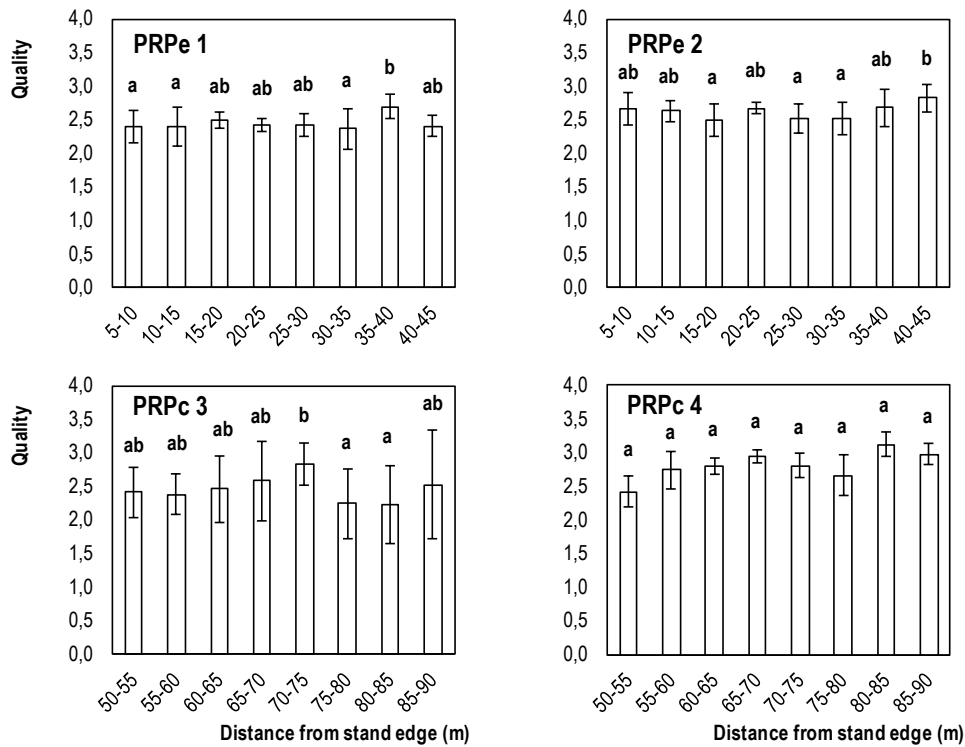 PRPe 1
Quality
4,0
3,5
3,0
2,5
2,0
1,5
1,0
0,5
0,0
a a ab ab ab a b ab
5-10 10-15 15-20 20-25 25-30 30-35 35-40 40-45
PRPe 2
4,0
3,5
3,0
2,5
2,0
1,5
1,0
0,5
0,0
ab ab a ab a a ab b
5-10 10-15 15-20 20-25 25-30 30-35 35-40 40-45
PRPc 3
Quality
4,0
3,5
3,0
2,5
2,0
1,5
1,0
0,5
0,0
ab ab ab ab b a a ab
50-55 55-60 60-65 65-70 70-75 75-80 80-85 85-90
Distance from stand edge (m)
PRPc 4
4,0
3,5
3,0
2,5
2,0
1,5
1,0
0,5
0,0
a a a a a a a a
50-55 55-60 60-65 65-70 70-75 75-80 80-85 85-90
Distance from stand edge (m)